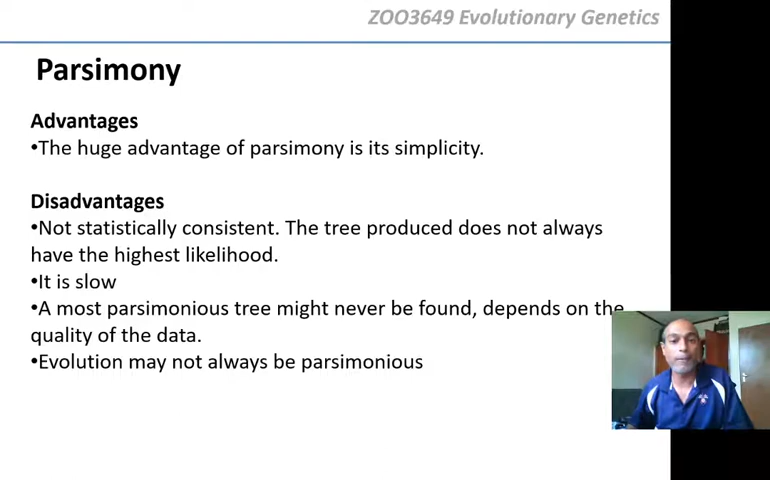 ZOO3649 Evolutionary Genetics
Parsimony
Advantages
•The huge advantage of parsimony is its simplicity.
Disadvantages
•Not statistically consistent. The tree produced does not always
have the highest likelihood.
•It is slow
•A most parsimonious tree might never be found, depends on the
quality of the data.
•Evolution may not always be parsimonious